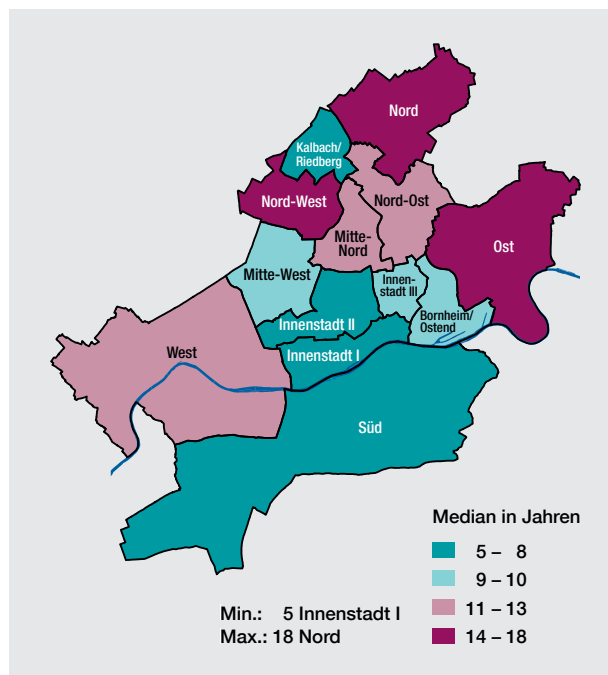 Nord
Kalbach/
Riedberg
Nord-West
Nord-Ost
Mitte-
Nord
Ost
Mitte-West
Innen-
stadt III
Bornheim/
Ostend
Innenstadt II
Innenstadt I
West
Süd
Median in Jahren
5 – 8
9 – 10
11 – 13
14 – 18
Min.: 5 Innenstadt I
Max.: 18 Nord